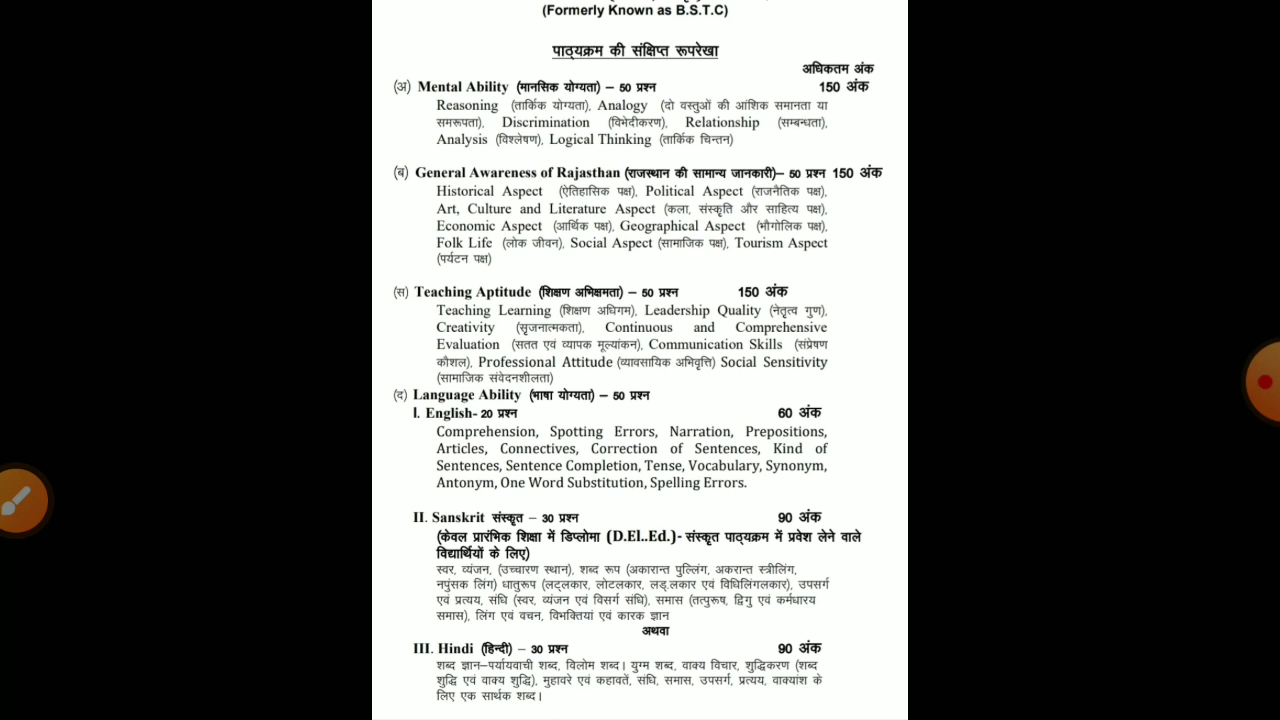 (Formerly Known as B.S.T.C)
पाठ्यक्रम की संक्षिप्त रूपरेखा
अधिकतम अंक
(अ) Mental Ability (मानसिक योग्यता) – 50 प्रश्न 150 अंक
Reasoning (तार्किक योग्यता), Analogy (दो वस्तुओं की आंशिक समानता या
समरूपता), Discrimination (विभेदीकरण), Relationship (सम्बन्धता),
Analysis (विश्लेषण), Logical Thinking (तार्किक चिन्तन)
(ब) General Awareness of Rajasthan (राजस्थान की सामान्य जानकारी)– 50 प्रश्न 150 अंक
Historical Aspect (ऐतिहासिक पक्ष), Political Aspect (राजनैतिक पक्ष),
Art, Culture and Literature Aspect (कला, संस्कृति और साहित्य पक्ष),
Economic Aspect (आर्थिक पक्ष), Geographical Aspect (भौगोलिक पक्ष),
Folk Life (लोक जीवन), Social Aspect (सामाजिक पक्ष), Tourism Aspect
(पर्यटन पक्ष)
(स) Teaching Aptitude (शिक्षण अभिक्षमता) – 50 प्रश्न 150 अंक
Teaching Learning (शिक्षण अधिगम), Leadership Quality (नेतृत्व गुण),
Creativity (सृजनात्मकता), Continuous and Comprehensive
Evaluation (सतत एवं व्यापक मूल्यांकन), Communication Skills (संप्रेषण
कौशल), Professional Attitude (व्यावसायिक अभिवृत्ति) Social Sensitivity
(सामाजिक संवेदनशीलता)
(द) Language Ability (भाषा योग्यता) – 50 प्रश्न
I. English- 20 प्रश्न 60 अंक
Comprehension, Spotting Errors, Narration, Prepositions,
Articles, Connectives, Correction of Sentences, Kind of
Sentences, Sentence Completion, Tense, Vocabulary, Synonym,
Antonym, One Word Substitution, Spelling Errors.
II. Sanskrit संस्कृत – 30 प्रश्न 90 अंक
(केवल प्रारंभिक शिक्षा में डिप्लोमा (D.El..Ed.)- संस्कृत पाठ्यक्रम में प्रवेश लेने वाले
विद्यार्थियों के लिए)
स्वर, व्यंजन, (उच्चारण स्थान), शब्द रूप (अकारान्त पुल्लिंग, अकारान्त स्त्रीलिंग,
नपुंसक लिंग) धातुरूप (लट्लकार, लोटलकार, लड्.लकार एवं विधिलिंगलकार), उपसर्ग
एवं प्रत्यय, संधि (स्वर, व्यंजन एवं विसर्ग संधि), समास (तत्पुरूष, द्विगु एवं कर्मधारय
समास), लिंग एवं वचन, विभक्तियां एवं कारक ज्ञान
अथवा
III. Hindi (हिन्दी) – 30 प्रश्न 90 अंक
शब्द ज्ञान–पर्यायवाची शब्द, विलोम शब्द। युग्म शब्द, वाक्य विचार, शुद्धिकरण (शब्द
शुद्धि एवं वाक्य शुद्धि), मुहावरे एवं कहावतें, संधि, समास, उपसर्ग, प्रत्यय, वाक्यांश के
लिए एक सार्थक शब्द।